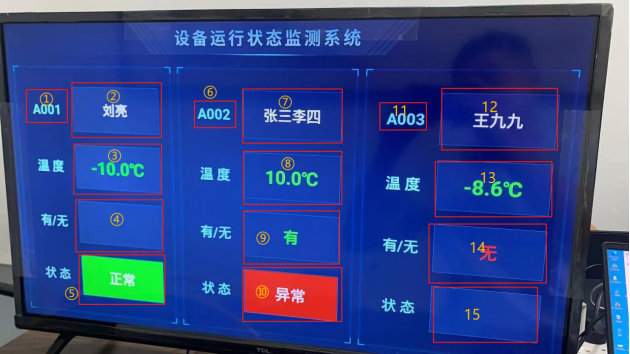 设备运行状态监测系统
① A001 ② 刘亮
温度 ③ -10.0℃
有/无 ④
状态 ⑤ 正常
⑥ A002 ⑦ 张三李四
温度 ⑧ 10.0℃
有/无 ⑨ 有
状态 ⑩ 异常
11 A003 12 王九九
温度 13 -8.6℃
有/无 14 无
状态 15
TCL